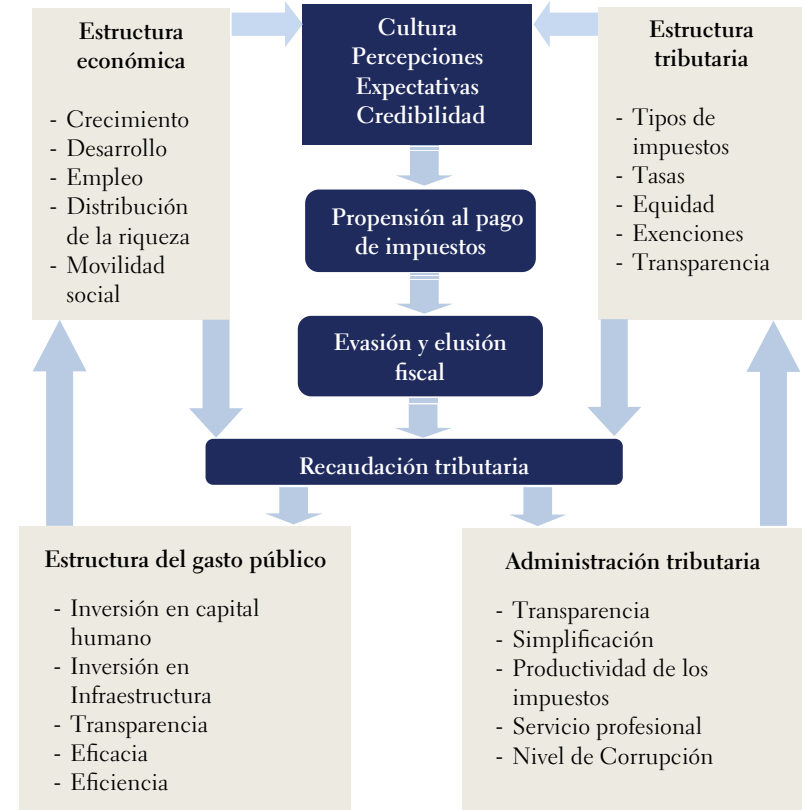 Estructura
económica
- Crecimiento
- Desarrollo
- Empleo
- Distribución
de la riqueza
- Movilidad
social
Cultura
Percepciones
Expectativas
Credibilidad
Estructura
tributaria
- Tipos de
impuestos
- Tasas
- Equidad
- Exenciones
- Transparencia
Propensión al pago
de impuestos
Evasión y elusión
fiscal
Recaudación tributaria
Estructura del gasto público
- Inversión en capital
humano
- Inversión en
Infraestructura
- Transparencia
- Eficacia
- Eficiencia
Administración tributaria
- Transparencia
- Simplificación
- Productividad de los
impuestos
- Servicio profesional
- Nivel de Corrupción